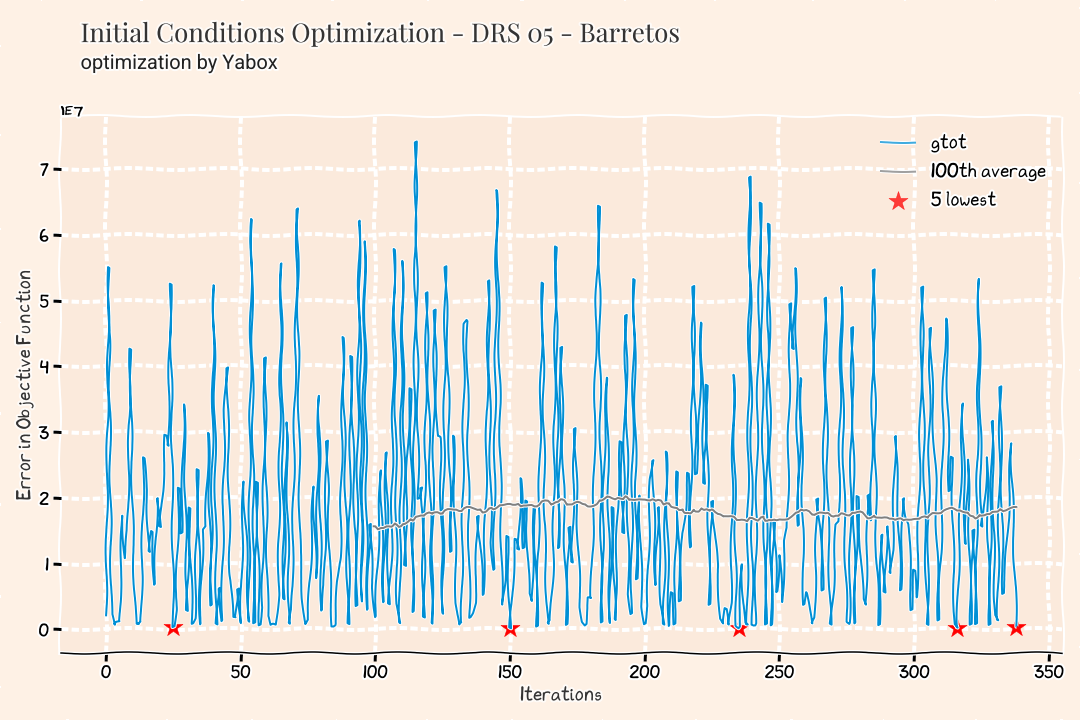 Initial Conditions Optimization - DRS 05 - Barretos
optimization by Yabox
1E7
gtot
100th average
5 lowest
Error in Objective Function
7
6
5
4
3
2
1
0
0 50 100 150 200 250 300 350
Iterations